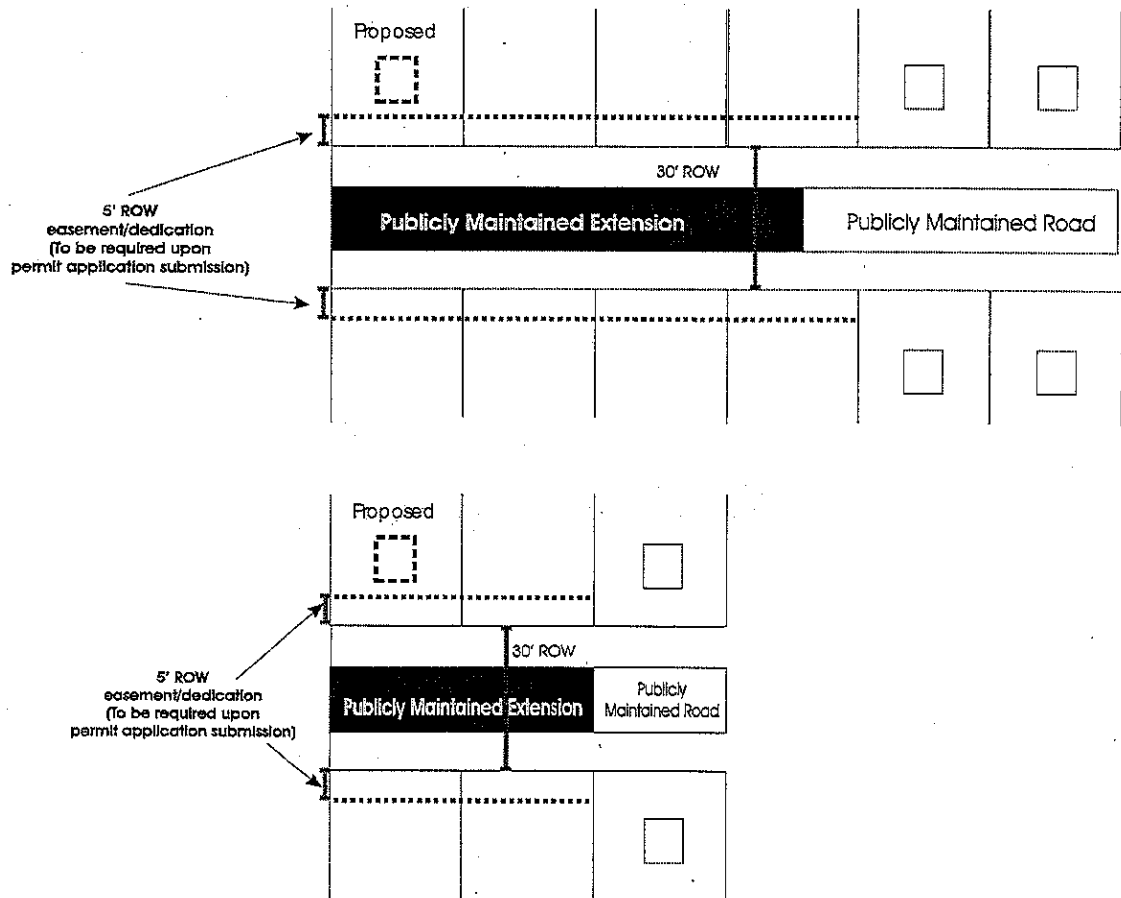 Proposed
30' ROW
5' ROW
easement/dedication
(To be required upon
permit application submission)
Publicly Maintained Extension
Publicly Maintained Road
Proposed
30' ROW
5' ROW
easement/dedication
(To be required upon
permit application submission)
Publicly Maintained Extension
Publicly
Maintained Road